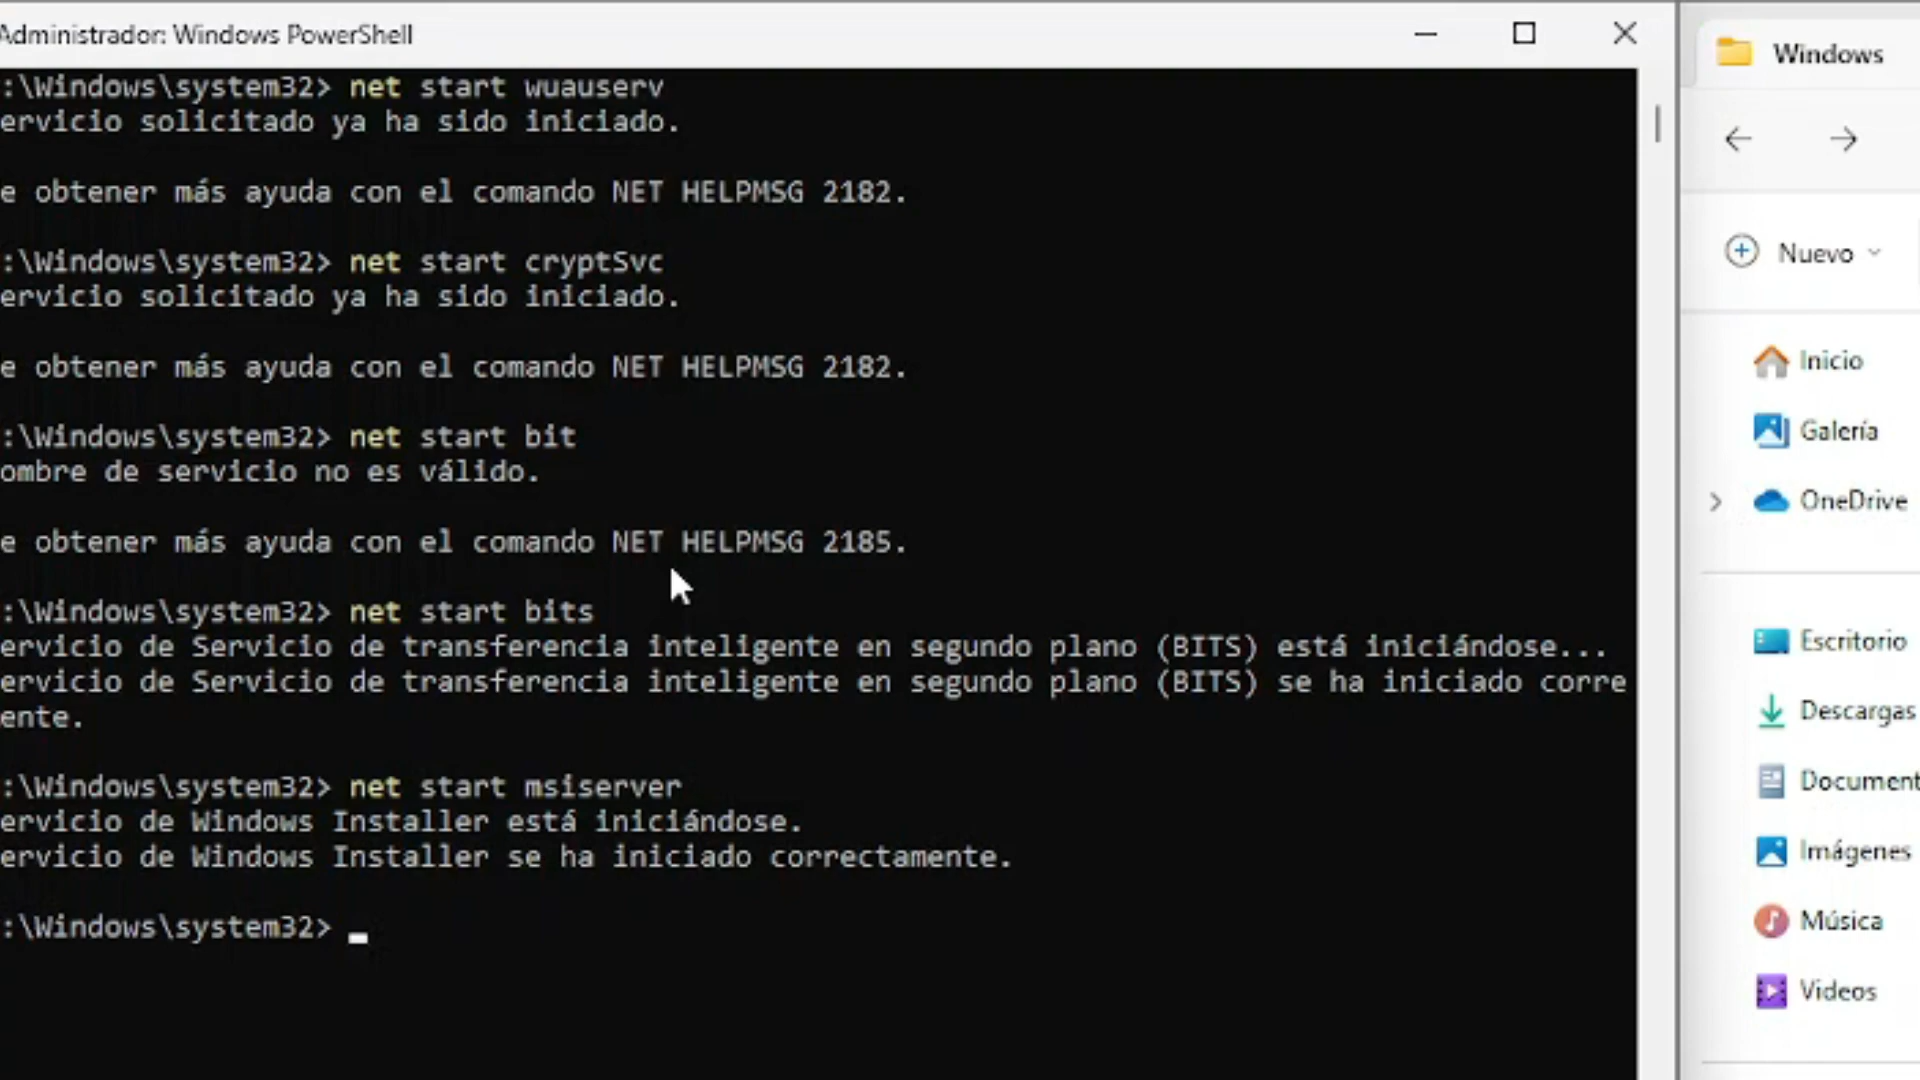 Administrador: Windows PowerShell
:\Windows\system32> net start wuauserv
ervicio solicitado ya ha sido iniciado.
e obtener más ayuda con el comando NET HELPMSG 2182.
:\Windows\system32> net start cryptSvc
ervicio solicitado ya ha sido iniciado.
e obtener más ayuda con el comando NET HELPMSG 2182.
:\Windows\system32> net start bit
ombre de servicio no es válido.
e obtener más ayuda con el comando NET HELPMSG 2185.
:\Windows\system32> net start bits
ervicio de Servicio de transferencia inteligente en segundo plano (BITS) está iniciándose...
ervicio de Servicio de transferencia inteligente en segundo plano (BITS) se ha iniciado corre
ente.
:\Windows\system32> net start msiserver
ervicio de Windows Installer está iniciándose.
ervicio de Windows Installer se ha iniciado correctamente.
:\Windows\system32>
Windows
Nuevo
Inicio
Galería
OneDrive
Escritorio
Descargas
Document
Imágenes
Música
Videos